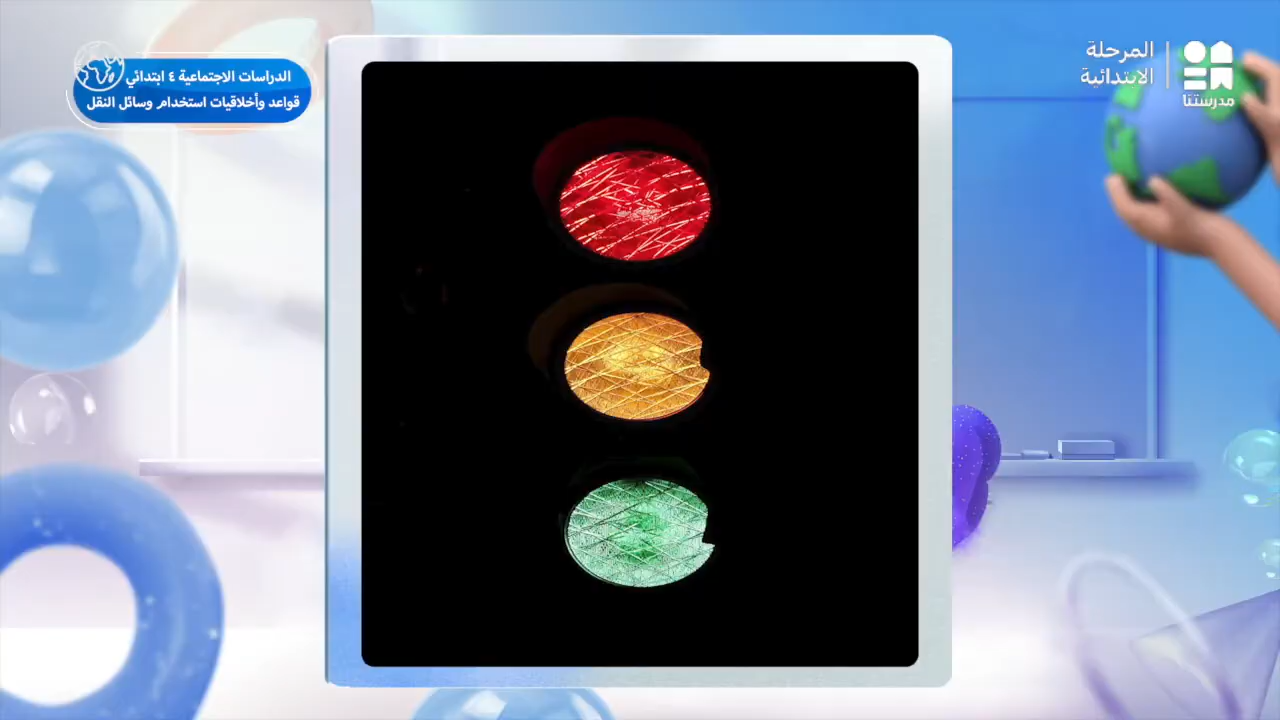 المرحلة
الابتدائية
مدرستنا
الدراسات الاجتماعية ٤ ابتدائي
قواعد وأخلاقيات استخدام وسائل النقل